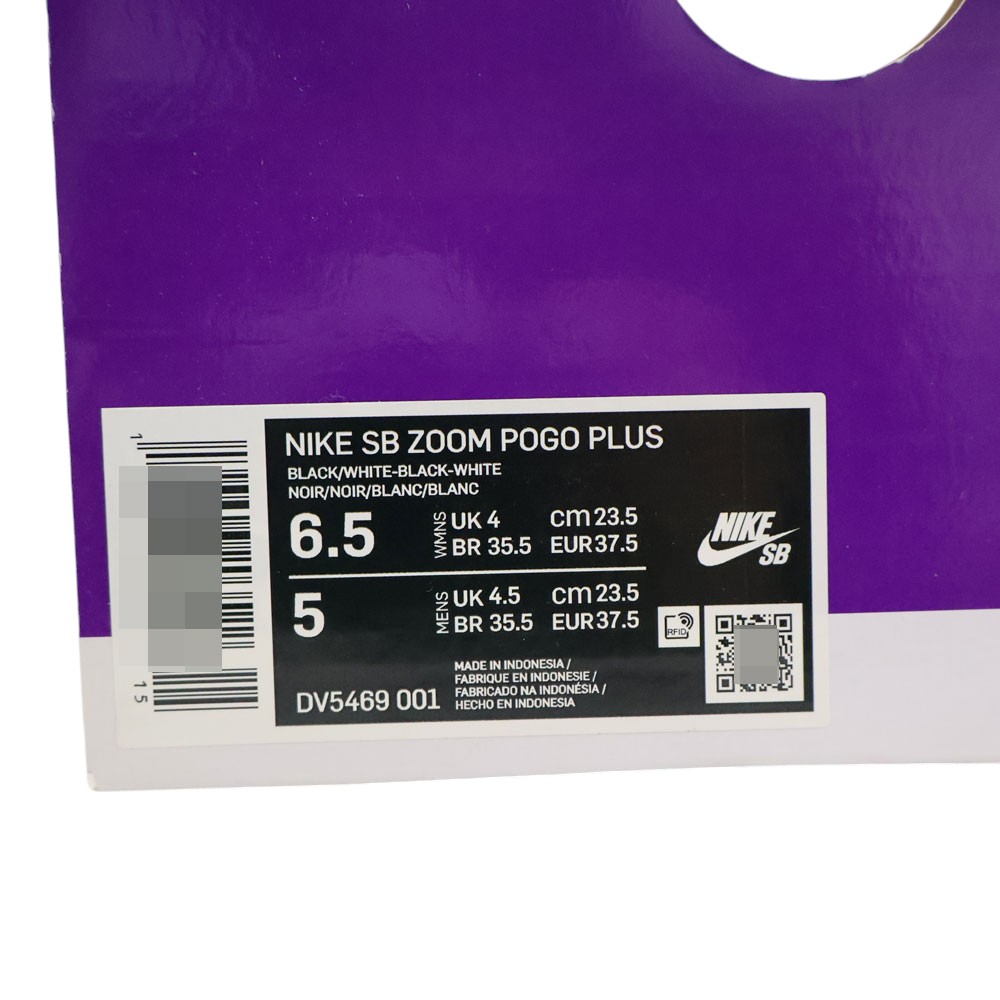 NIKE SB ZOOM POGO PLUS
BLACK/WHITE-BLACK-WHITE
NOIR/NOIR/BLANC/BLANC
6.5 WMNS UK 4 cm 23.5
BR 35.5 EUR 37.5
5 MENS UK 4.5 cm 23.5
BR 35.5 EUR 37.5
NIKE
SB
RFID
DV5469 001
MADE IN INDONESIA /
FABRIQUE EN INDONESIE /
FABRICADO NA INDONÉSIA /
HECHO EN INDONESIA
1
15